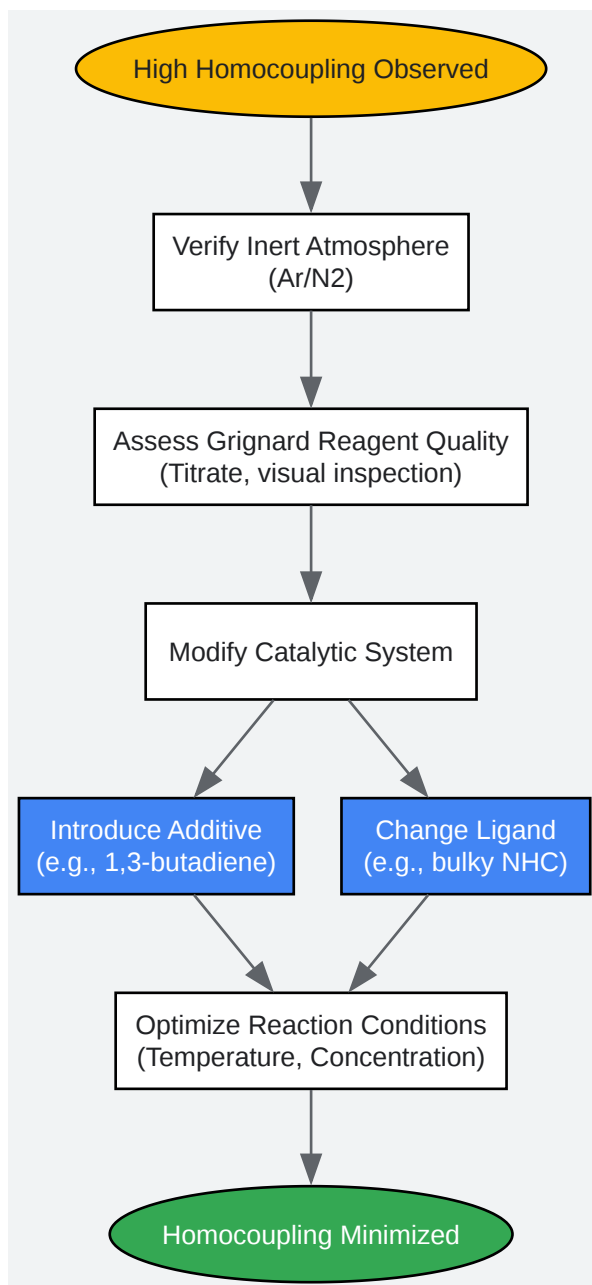 High Homocoupling Observed
Verify Inert Atmosphere
(Ar/N2)
Assess Grignard Reagent Quality
(Titrate, visual inspection)
Modify Catalytic System
Introduce Additive
(e.g., 1,3-butadiene)
Change Ligand
(e.g., bulky NHC)
Optimize Reaction Conditions
(Temperature, Concentration)
Homocoupling Minimized